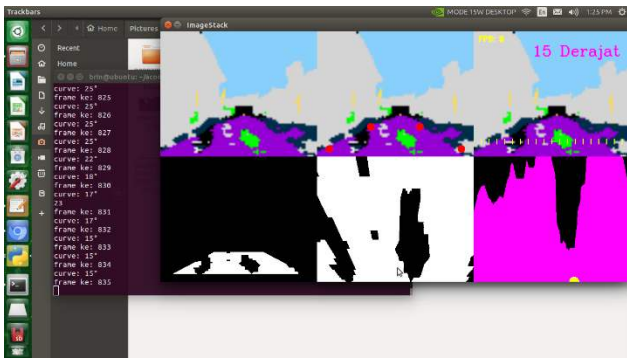 Trackbars
MODE 15W DESKTOP
En
1:25 PM
Home
Pictures
ImageStack
Recent
Home
curve: 25°
frame ke: 825
curve: 25°
frame ke: 826
curve: 25°
frame ke: 827
curve: 25°
frame ke: 828
curve: 22°
frame ke: 829
curve: 18°
frame ke: 830
curve: 17°
23
frame ke: 831
curve: 17°
frame ke: 832
curve: 15°
frame ke: 833
curve: 15°
frame ke: 834
curve: 15°
frame ke: 835
15 Derajat